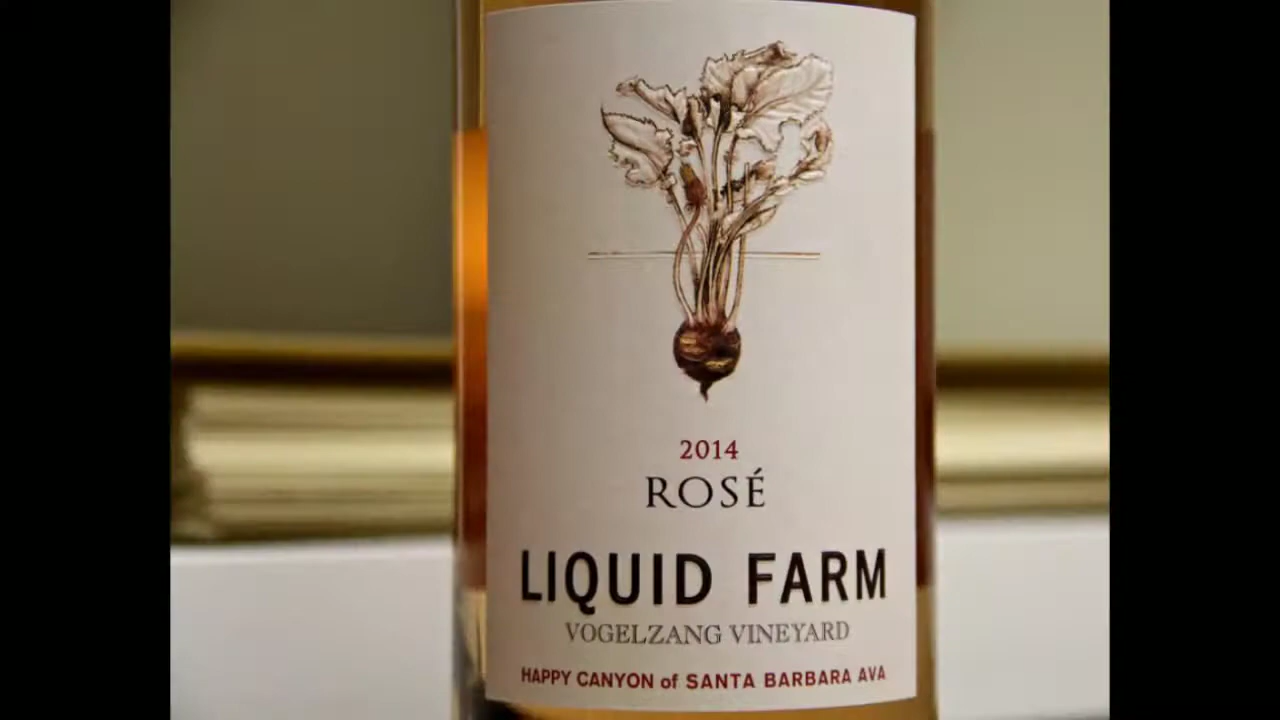 2014
ROSÉ
LIQUID FARM
VOGELZANG VINEYARD
HAPPY CANYON of SANTA BARBARA AVA